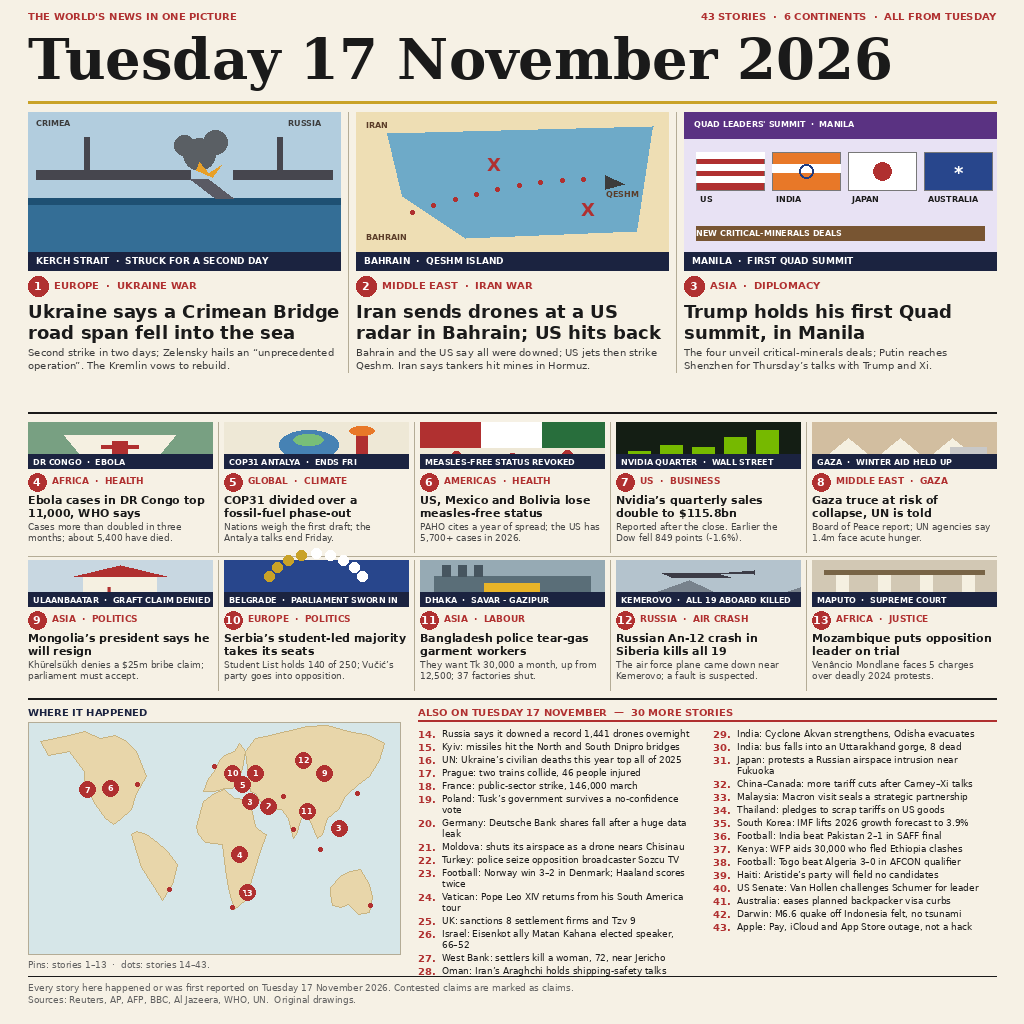 THE WORLD'S NEWS IN ONE PICTURE
43 STORIES · 6 CONTINENTS · ALL FROM TUESDAY
Tuesday 17 November 2026
CRIMEA
RUSSIA
KERCH STRAIT · STRUCK FOR A SECOND DAY
1 EUROPE · UKRAINE WAR
Ukraine says a Crimean Bridge
road span fell into the sea
Second strike in two days; Zelensky hails an “unprecedented
operation”. The Kremlin vows to rebuild.
IRAN
X
X
QESHM
BAHRAIN
BAHRAIN · QESHM ISLAND
2 MIDDLE EAST · IRAN WAR
Iran sends drones at a US
radar in Bahrain; US hits back
Bahrain and the US say all were downed; US jets then strike
Qeshm. Iran says tankers hit mines in Hormuz.
QUAD LEADERS' SUMMIT · MANILA
*
US
INDIA
JAPAN
AUSTRALIA
NEW CRITICAL-MINERALS DEALS
MANILA · FIRST QUAD SUMMIT
3 ASIA · DIPLOMACY
Trump holds his first Quad
summit, in Manila
The four unveil critical-minerals deals; Putin reaches
Shenzhen for Thursday’s talks with Trump and Xi.
DR CONGO · EBOLA
4 AFRICA · HEALTH
Ebola cases in DR Congo top
11,000, WHO says
Cases more than doubled in three
months; about 5,400 have died.
COP31 ANTALYA · ENDS FRI
5 GLOBAL · CLIMATE
COP31 divided over a
fossil-fuel phase-out
Nations weigh the first draft; the
Antalya talks end Friday.
MEASLES-FREE STATUS REVOKED
6 AMERICAS · HEALTH
US, Mexico and Bolivia lose
measles-free status
PAHO cites a year of spread; the US has
5,700+ cases in 2026.
NVIDIA QUARTER · WALL STREET
7 US · BUSINESS
Nvidia’s quarterly sales
double to $115.8bn
Reported after the close. Earlier the
Dow fell 849 points (-1.6%).
GAZA · WINTER AID HELD UP
8 MIDDLE EAST · GAZA
Gaza truce at risk of
collapse, UN is told
Board of Peace report; UN agencies say
1.4m face acute hunger.
ULAANBAATAR · GRAFT CLAIM DENIED
9 ASIA · POLITICS
Mongolia’s president says he
will resign
Khürelsükh denies a $25m bribe claim;
parliament must accept.
BELGRADE · PARLIAMENT SWORN IN
10 EUROPE · POLITICS
Serbia’s student-led majority
takes its seats
Student List holds 140 of 250; Vučić’s
party goes into opposition.
DHAKA · SAVAR - GAZIPUR
11 ASIA · LABOUR
Bangladesh police tear-gas
garment workers
They want Tk 30,000 a month, up from
12,500; 37 factories shut.
KEMEROVO · ALL 19 ABOARD KILLED
12 RUSSIA · AIR CRASH
Russian An-12 crash in
Siberia kills all 19
The air force plane came down near
Kemerovo; a fault is suspected.
MAPUTO · SUPREME COURT
13 AFRICA · JUSTICE
Mozambique puts opposition
leader on trial
Venâncio Mondlane faces 5 charges
over deadly 2024 protests.
WHERE IT HAPPENED
12
10
1
9
5
7
6
3
2
11
3
4
13
Pins: stories 1–13 · dots: stories 14–43.
ALSO ON TUESDAY 17 NOVEMBER — 30 MORE STORIES
14. Russia says it downed a record 1,441 drones overnight
15. Kyiv: missiles hit the North and South Dnipro bridges
16. UN: Ukraine’s civilian deaths this year top all of 2025
17. Prague: two trains collide, 46 people injured
18. France: public-sector strike, 146,000 march
19. Poland: Tusk’s government survives a no-confidence
vote
20. Germany: Deutsche Bank shares fall after a huge data
leak
21. Moldova: shuts its airspace as a drone nears Chisinau
22. Turkey: police seize opposition broadcaster Sozcu TV
23. Football: Norway win 3–2 in Denmark; Haaland scores
twice
24. Vatican: Pope Leo XIV returns from his South America
tour
25. UK: sanctions 8 settlement firms and Tzv 9
26. Israel: Eisenkot ally Matan Kahana elected speaker,
66–52
27. West Bank: settlers kill a woman, 72, near Jericho
28. Oman: Iran’s Araghchi holds shipping-safety talks
29. India: Cyclone Akvan strengthens, Odisha evacuates
30. India: bus falls into an Uttarakhand gorge, 8 dead
31. Japan: protests a Russian airspace intrusion near
Fukuoka
32. China–Canada: more tariff cuts after Carney–Xi talks
33. Malaysia: Macron visit seals a strategic partnership
34. Thailand: pledges to scrap tariffs on US goods
35. South Korea: IMF lifts 2026 growth forecast to 3.9%
36. Football: India beat Pakistan 2–1 in SAFF final
37. Kenya: WFP aids 30,000 who fled Ethiopia clashes
38. Football: Togo beat Algeria 3–0 in AFCON qualifier
39. Haiti: Aristide’s party will field no candidates
40. US Senate: Van Hollen challenges Schumer for leader
41. Australia: eases planned backpacker visa curbs
42. Darwin: M6.6 quake off Indonesia felt, no tsunami
43. Apple: Pay, iCloud and App Store outage, not a hack
Every story here happened or was first reported on Tuesday 17 November 2026. Contested claims are marked as claims.
Sources: Reuters, AP, AFP, BBC, Al Jazeera, WHO, UN. Original drawings.